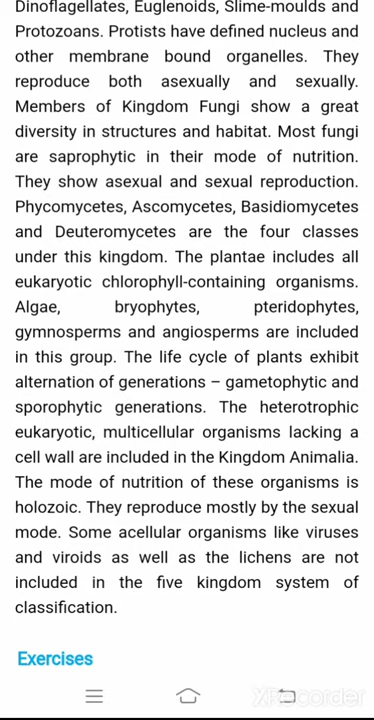 Dinoflagellates, Euglenoids, Slime-moulds and
Protozoans. Protists have defined nucleus and
other membrane bound organelles. They
reproduce both asexually and sexually.
Members of Kingdom Fungi show a great
diversity in structures and habitat. Most fungi
are saprophytic in their mode of nutrition.
They show asexual and sexual reproduction.
Phycomycetes, Ascomycetes, Basidiomycetes
and Deuteromycetes are the four classes
under this kingdom. The plantae includes all
eukaryotic chlorophyll-containing organisms.
Algae, bryophytes, pteridophytes,
gymnosperms and angiosperms are included
in this group. The life cycle of plants exhibit
alternation of generations – gametophytic and
sporophytic generations. The heterotrophic
eukaryotic, multicellular organisms lacking a
cell wall are included in the Kingdom Animalia.
The mode of nutrition of these organisms is
holozoic. They reproduce mostly by the sexual
mode. Some acellular organisms like viruses
and viroids as well as the lichens are not
included in the five kingdom system of
classification.
Exercises
XRecorder